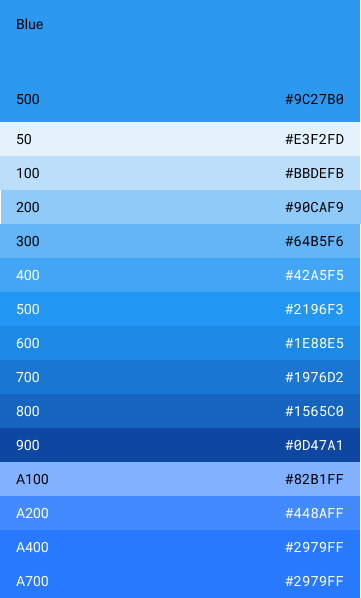 Blue
500 #9C27B0
50 #E3F2FD
100 #BBDEFB
200 #90CAF9
300 #64B5F6
400 #42A5F5
500 #2196F3
600 #1E88E5
700 #1976D2
800 #1565C0
900 #0D47A1
A100 #82B1FF
A200 #448AFF
A400 #2979FF
A700 #2979FF